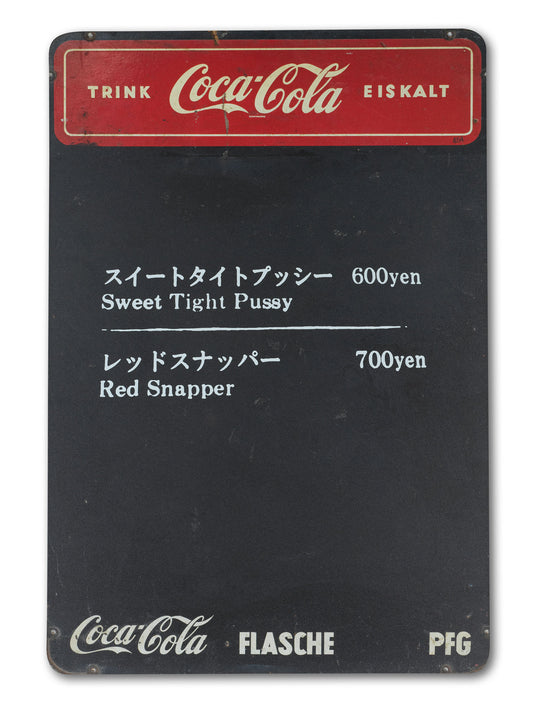 TRINK Coca-Cola EISKALT
スイートタイトプッシー 600yen
Sweet Tight Pussy
レッドスナッパー 700yen
Red Snapper
Coca-Cola FLASCHE PFG